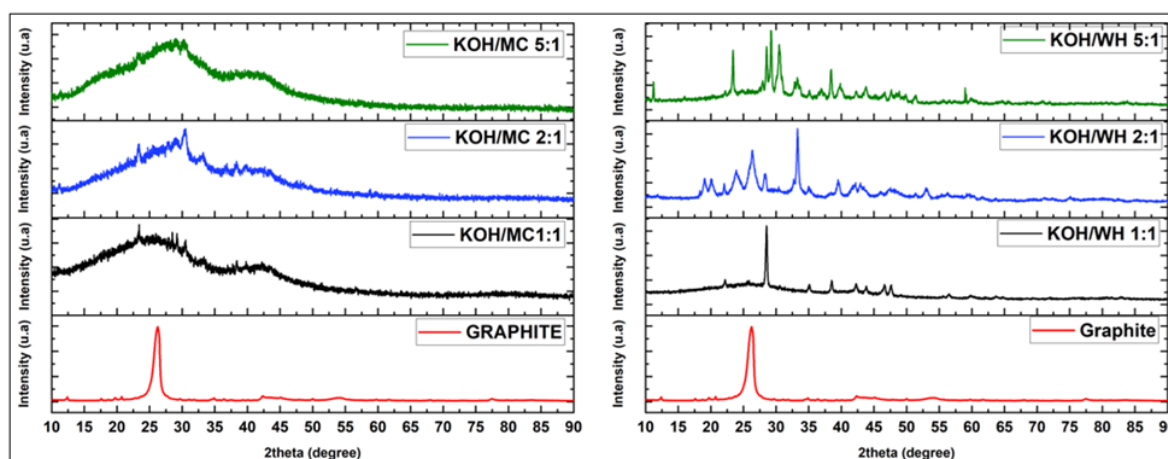 Intensity (u.a)
KOH/MC 5:1
Intensity (u.a)
KOH/MC 2:1
Intensity (u.a)
KOH/MC1:1
Intensity (u.a)
GRAPHITE
10 15 20 25 30 35 40 45 50 55 60 65 70 75 80 85 90
2theta (degree)
Intensity (u.a)
KOH/WH 5:1
Intensity (u.a)
KOH/WH 2:1
Intensity (u.a)
KOH/WH 1:1
Intensity (u.a)
Graphite
10 15 20 25 30 35 40 45 50 55 60 65 70 75 80 85 90
2theta (degree)